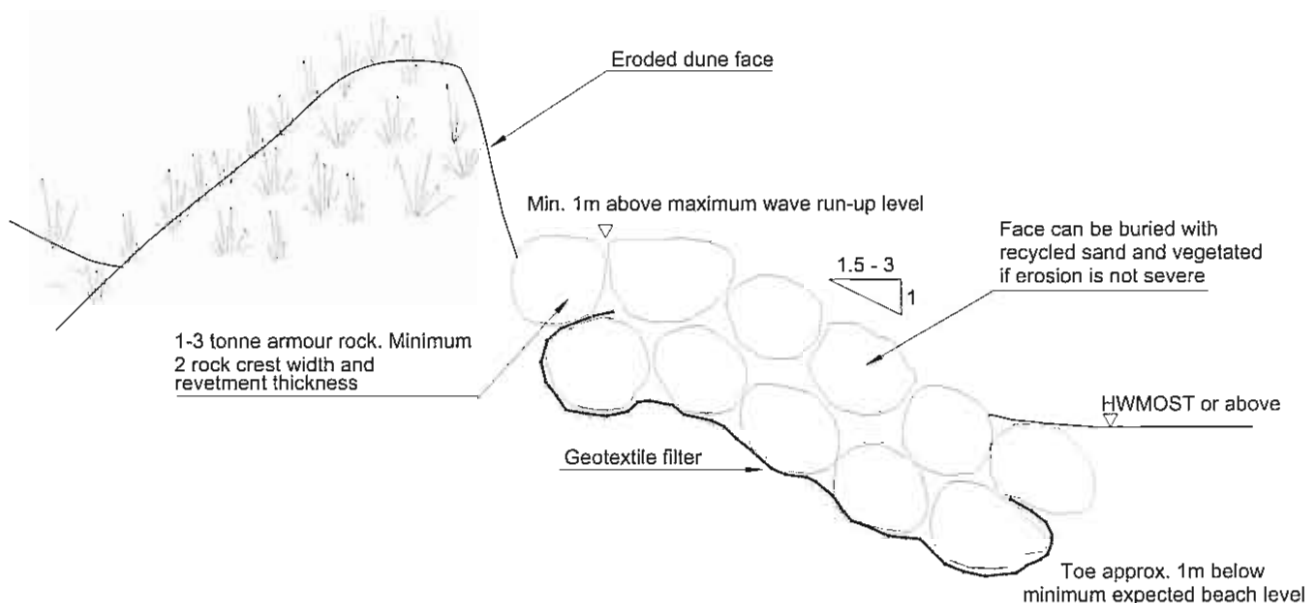 Eroded dune face
Min. 1m above maximum wave run-up level
Face can be buried with
recycled sand and vegetated
if erosion is not severe
1.5 - 3
1
1-3 tonne armour rock. Minimum
2 rock crest width and
revetment thickness
HWMOST or above
Geotextile filter
Toe approx. 1m below
minimum expected beach level